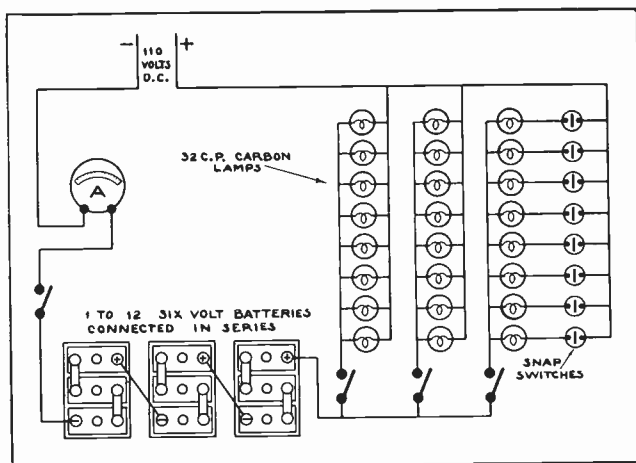 − +
110
VOLTS
D.C.
32 C.P. CARBON
LAMPS
A
1 TO 12 SIX VOLT BATTERIES
CONNECTED IN SERIES
+ + +
− − −
SNAP
SWITCHES